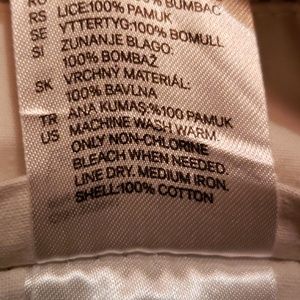 100% BUMBAC
RS LICE:100% PAMUK
SE YTTERTYG:100% BOMULL
SI ZUNANJE BLAGO:
100% BOMBAŽ
SK VRCHNÝ MATERIÁL:
100% BAVLNA
TR ANA KUMAŞ:%100 PAMUK
US MACHINE WASH WARM.
ONLY NON-CHLORINE
BLEACH WHEN NEEDED.
LINE DRY. MEDIUM IRON.
SHELL:100% COTTON